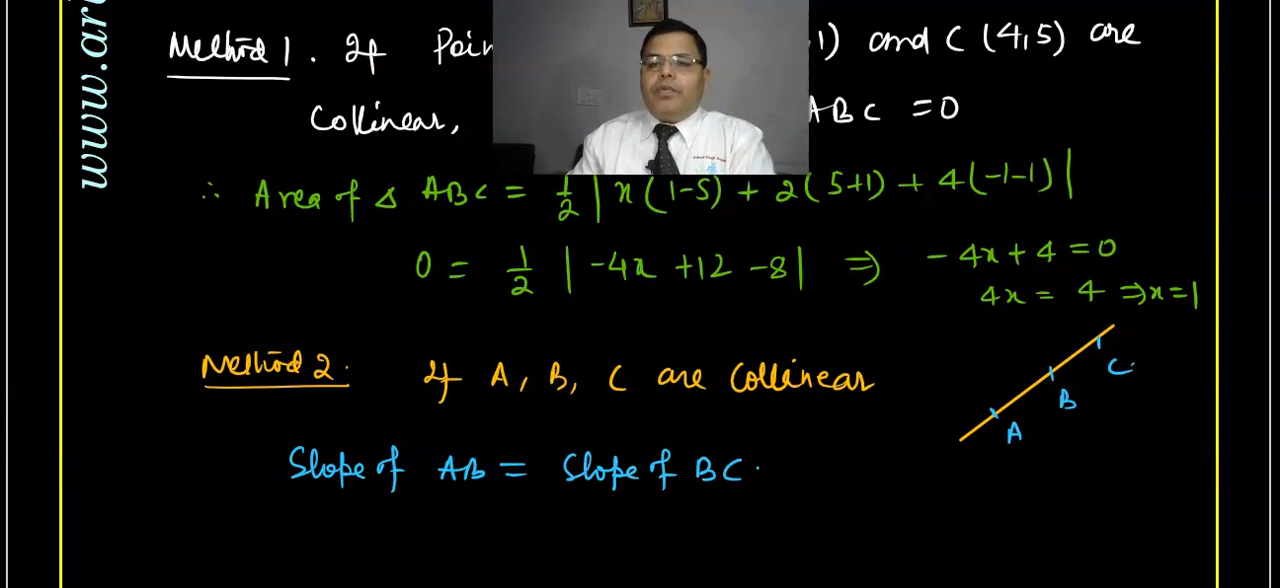 www.ar
Method 1. If Poin ,1) and C (4,5) are
Collinear, ABC = 0
∴ Area of △ ABC = 1/2 | x (1-5) + 2 (5+1) + 4 (-1-1) |
0 = 1/2 | -4x +12 -8 | ⇒ -4x + 4 = 0
4x = 4 ⇒ x = 1
Method 2. If A, B, C are Collinear
C
B
A
Slope of AB = Slope of BC.